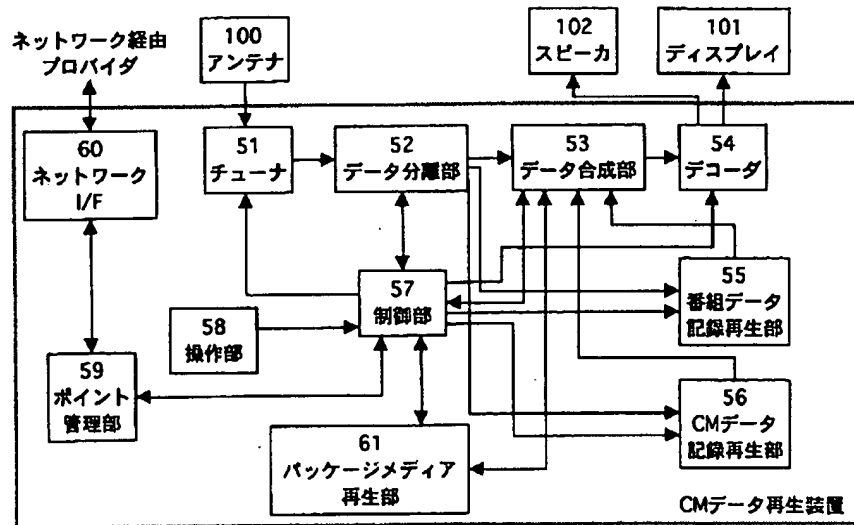 ネットワーク経由
プロバイダ
100
アンテナ
102
スピーカ
101
ディスプレイ
60
ネットワーク
I/F
51
チューナ
52
データ分離部
53
データ合成部
54
デコーダ
57
制御部
55
番組データ
記録再生部
58
操作部
59
ポイント
管理部
56
CMデータ
記録再生部
61
パッケージメディア
再生部
CMデータ再生装置